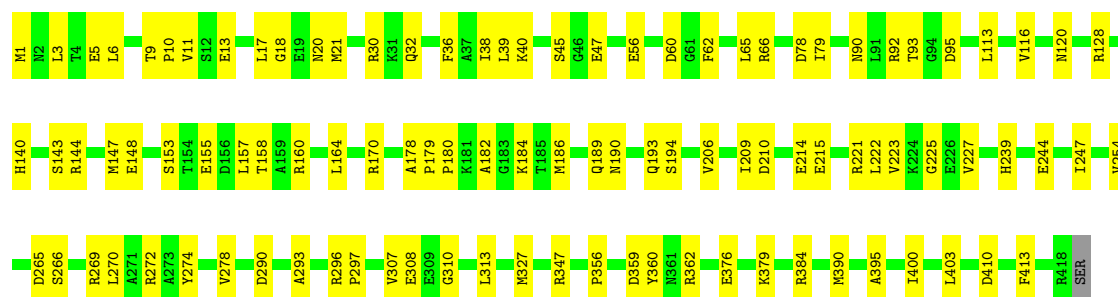 M1 N2 L3 T4 E5 L6 T9 P10 V11 S12 E13 L17 G18 E19 N20 M21 R30 K31 Q32 F36 A37 I38 L39 K40 S45 G46 E47 E56 D60 G61 F62 L65 R66 D78 I79 N90 L91 R92 T93 G94 D95 L113 V116 N120 R128
H140 S143 R144 M147 E148 S153 T154 E155 D156 L157 T158 A159 R160 L164 R170 A178 P179 P180 K181 A182 G183 K184 T185 M186 Q189 N190 Q193 S194 V206 I209 D210 E214 E215 R221 L222 V223 K224 G225 E226 V227 H239 E244 I247
D265 S266 R269 L270 A271 R272 A273 Y274 V278 D290 A293 R296 P297 V307 E308 E309 G310 L313 M327 R347 P356 D359 Y360 N361 R362 E376 K379 R384 M390 A395 I400 L403 D410 F413 R418 SER